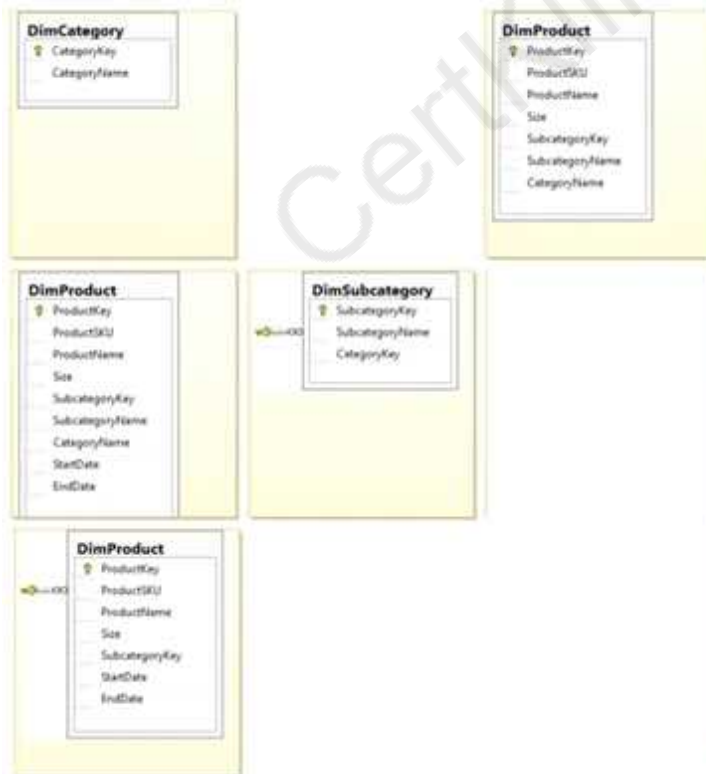 DimCategory
CategoryKey
CategoryName
DimProduct
ProductKey
ProductSKU
ProductName
Size
SubcategoryKey
SubcategoryName
CategoryName
DimProduct
ProductKey
ProductSKU
ProductName
Size
SubcategoryKey
SubcategoryName
CategoryName
StartDate
EndDate
DimSubcategory
SubcategoryKey
SubcategoryName
CategoryKey
DimProduct
ProductKey
ProductSKU
ProductName
Size
SubcategoryKey
StartDate
EndDate